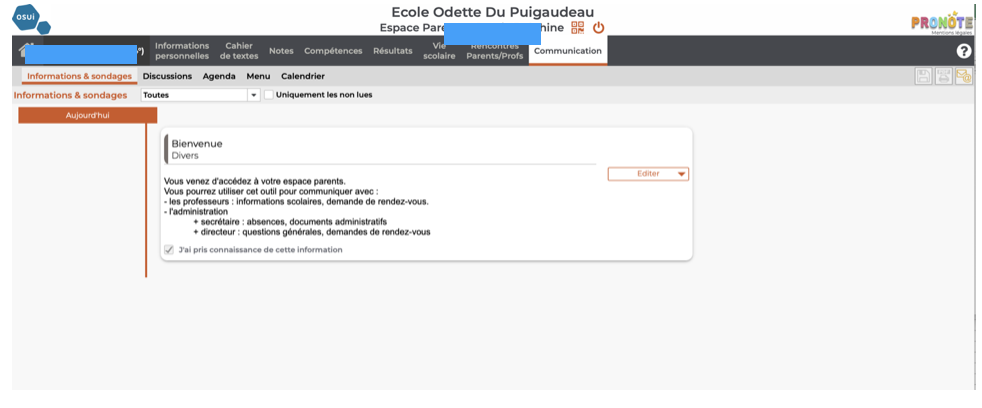 osui
Ecole Odette Du Puigaudeau
PRONOTE
Mentions légales
Espace
Informations personnelles
Cahier de textes
Notes
Compétences
Résultats
Vie scolaire
Rencontres Parents/Profs
Communication
?
Informations & sondages Discussions Agenda Menu Calendrier
Informations & sondages Toutes Uniquement les non lues
Aujourd'hui
Bienvenue
Divers
Editer
Vous venez d'accédez à votre espace parents.
Vous pourrez utiliser cet outil pour communiquer avec :
- les professeurs : informations scolaires, demande de rendez-vous.
- l'administration
+ secrétaire : absences, documents administratifs
+ directeur : questions générales, demandes de rendez-vous
J'ai pris connaissance de cette information